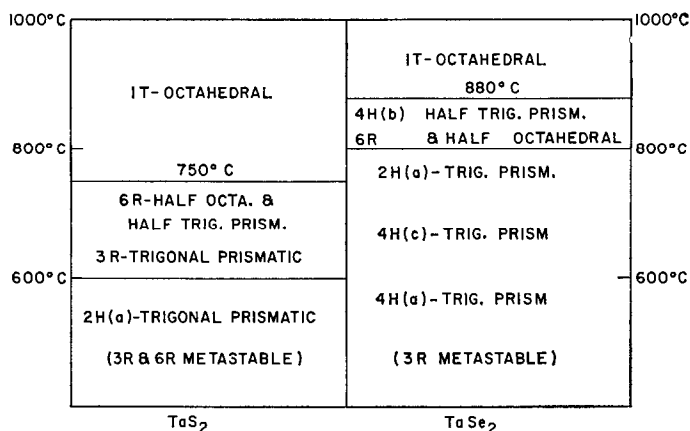 1000°C
800°C
600°C
1T-OCTAHEDRAL
750°C
6R-HALF OCTA. &
HALF TRIG. PRISM.
3R-TRIGONAL PRISMATIC
2H(a)-TRIGONAL PRISMATIC
(3R & 6R METASTABLE)
TaS2
1T-OCTAHEDRAL
880°C
4H(b) HALF TRIG. PRISM.
6R & HALF OCTAHEDRAL
2H(a)-TRIG. PRISM.
4H(c)-TRIG. PRISM
4H(a)-TRIG. PRISM
(3R METASTABLE)
TaSe2
1000°C
800°C
600°C